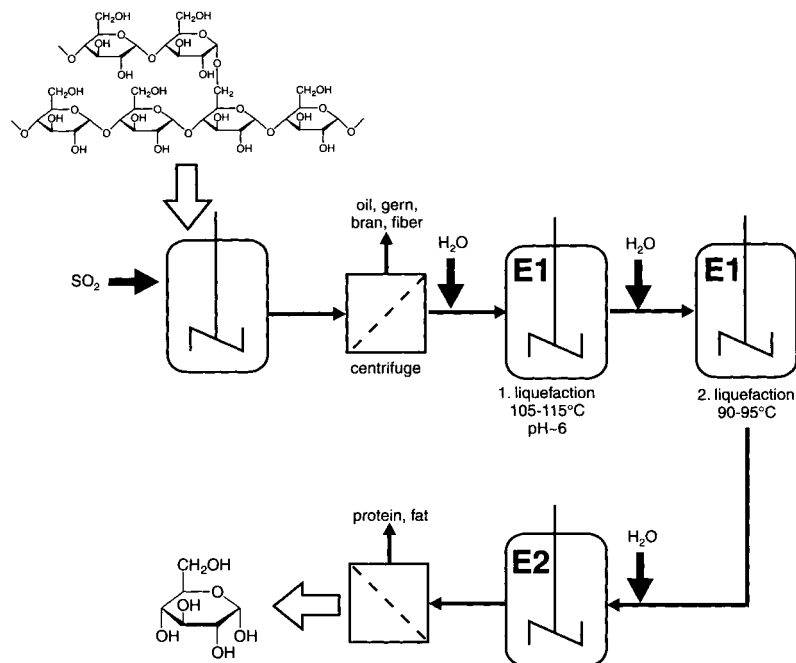 CH₂OH CH₂OH
O O
OH OH
O O O
OH OH
CH₂OH CH₂OH CH₂ CH₂OH
O O O O
OH OH OH OH
O O O O O
OH OH OH OH
oil, gern,
bran, fiber
H₂O
H₂O
SO₂
E1
E1
centrifuge
1. liquefaction
105-115°C
pH~6
2. liquefaction
90-95°C
protein, fat
E2
H₂O
CH₂OH
O
OH
OH OH
OH